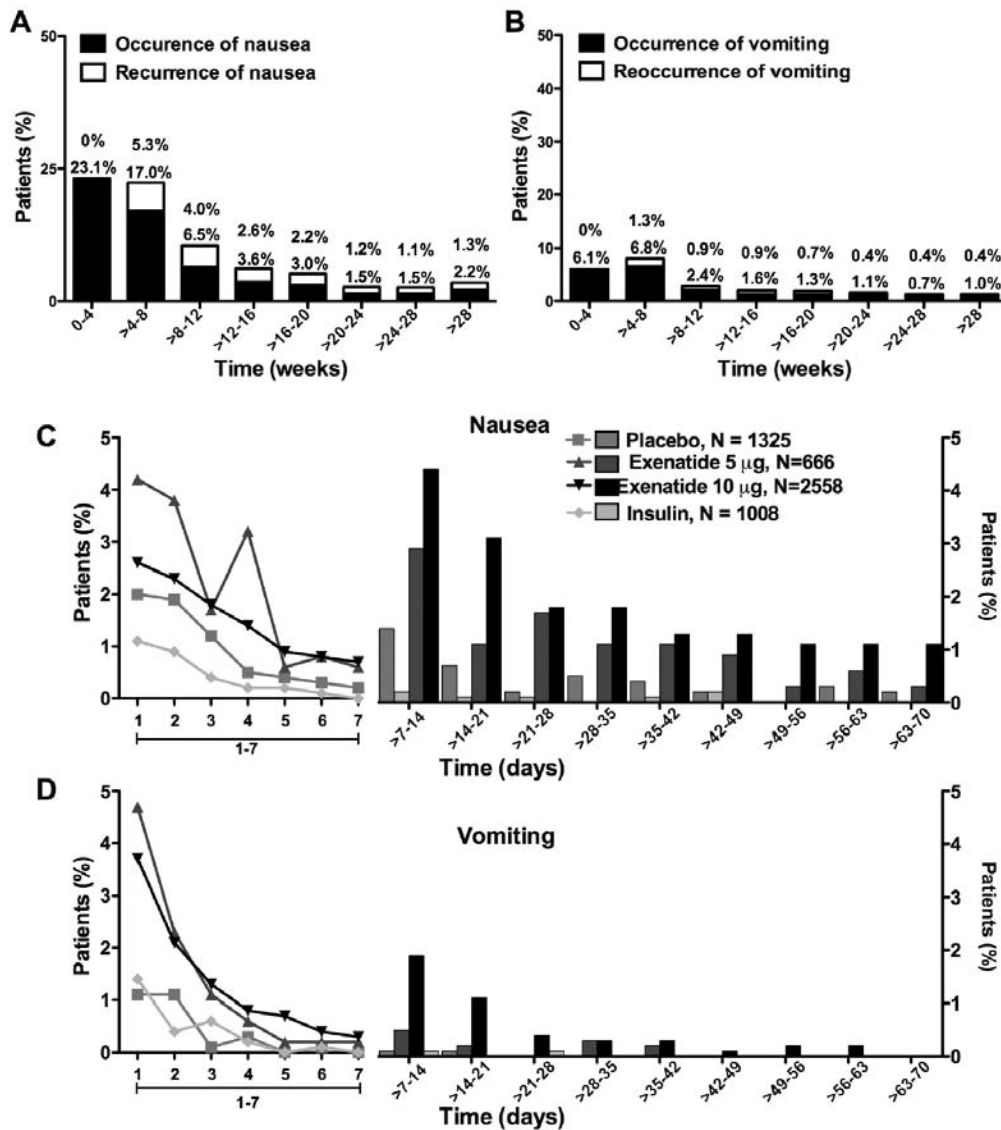 A
50
25
0
Patients (%)
Occurence of nausea
Recurrence of nausea
0% 5.3% 4.0% 2.6% 2.2% 1.2% 1.1% 1.3%
23.1% 17.0% 6.5% 3.6% 3.0% 1.5% 1.5% 2.2%
0-4 >4-8 >8-12 >12-16 >16-20 >20-24 >24-28 >28
Time (weeks)
B
50
40
30
20
10
0
Patients (%)
Occurrence of vomiting
Reoccurrence of vomiting
0% 1.3% 0.9% 0.9% 0.7% 0.4% 0.4% 0.4%
6.1% 6.8% 2.4% 1.6% 1.3% 1.1% 0.7% 1.0%
0-4 >4-8 >8-12 >12-16 >16-20 >20-24 >24-28 >28
Time (weeks)
C
Nausea
Placebo, N = 1325
Exenatide 5 μg, N=666
Exenatide 10 μg, N=2558
Insulin, N = 1008
5
4
3
2
1
0
Patients (%)
1 2 3 4 5 6 7
1-7
>7-14 >14-21 >21-28 >28-35 >35-42 >42-49 >49-56 >56-63 >63-70
Time (days)
5
4
3
2
1
0
Patients (%)
D
Vomiting
5
4
3
2
1
0
Patients (%)
1 2 3 4 5 6 7
1-7
>7-14 >14-21 >21-28 >28-35 >35-42 >42-49 >49-56 >56-63 >63-70
Time (days)
5
4
3
2
1
0
Patients (%)